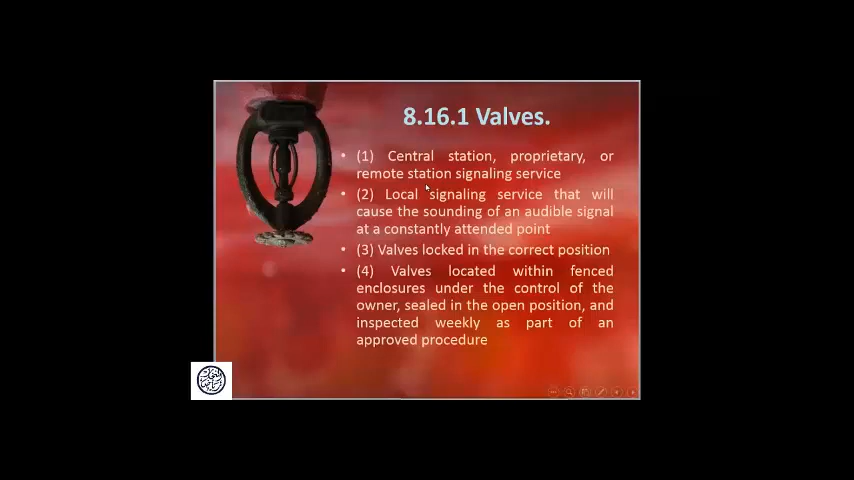 8.16.1 Valves.
• (1) Central station, proprietary, or
remote station signaling service
• (2) Local signaling service that will
cause the sounding of an audible signal
at a constantly attended point
• (3) Valves locked in the correct position
• (4) Valves located within fenced
enclosures under the control of the
owner, sealed in the open position, and
inspected weekly as part of an
approved procedure